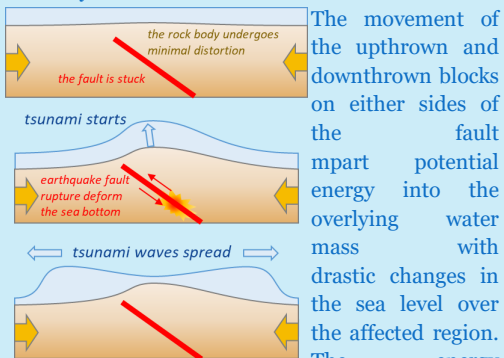 the rock body undergoes
minimal distortion
the fault is stuck
tsunami starts
earthquake fault
rupture deform
the sea bottom
tsunami waves spread
The movement of
the upthrown and
downthrown blocks
on either sides of
the fault
mpart potential
energy into the
overlying water
mass with
drastic changes in
the sea level over
the affected region.